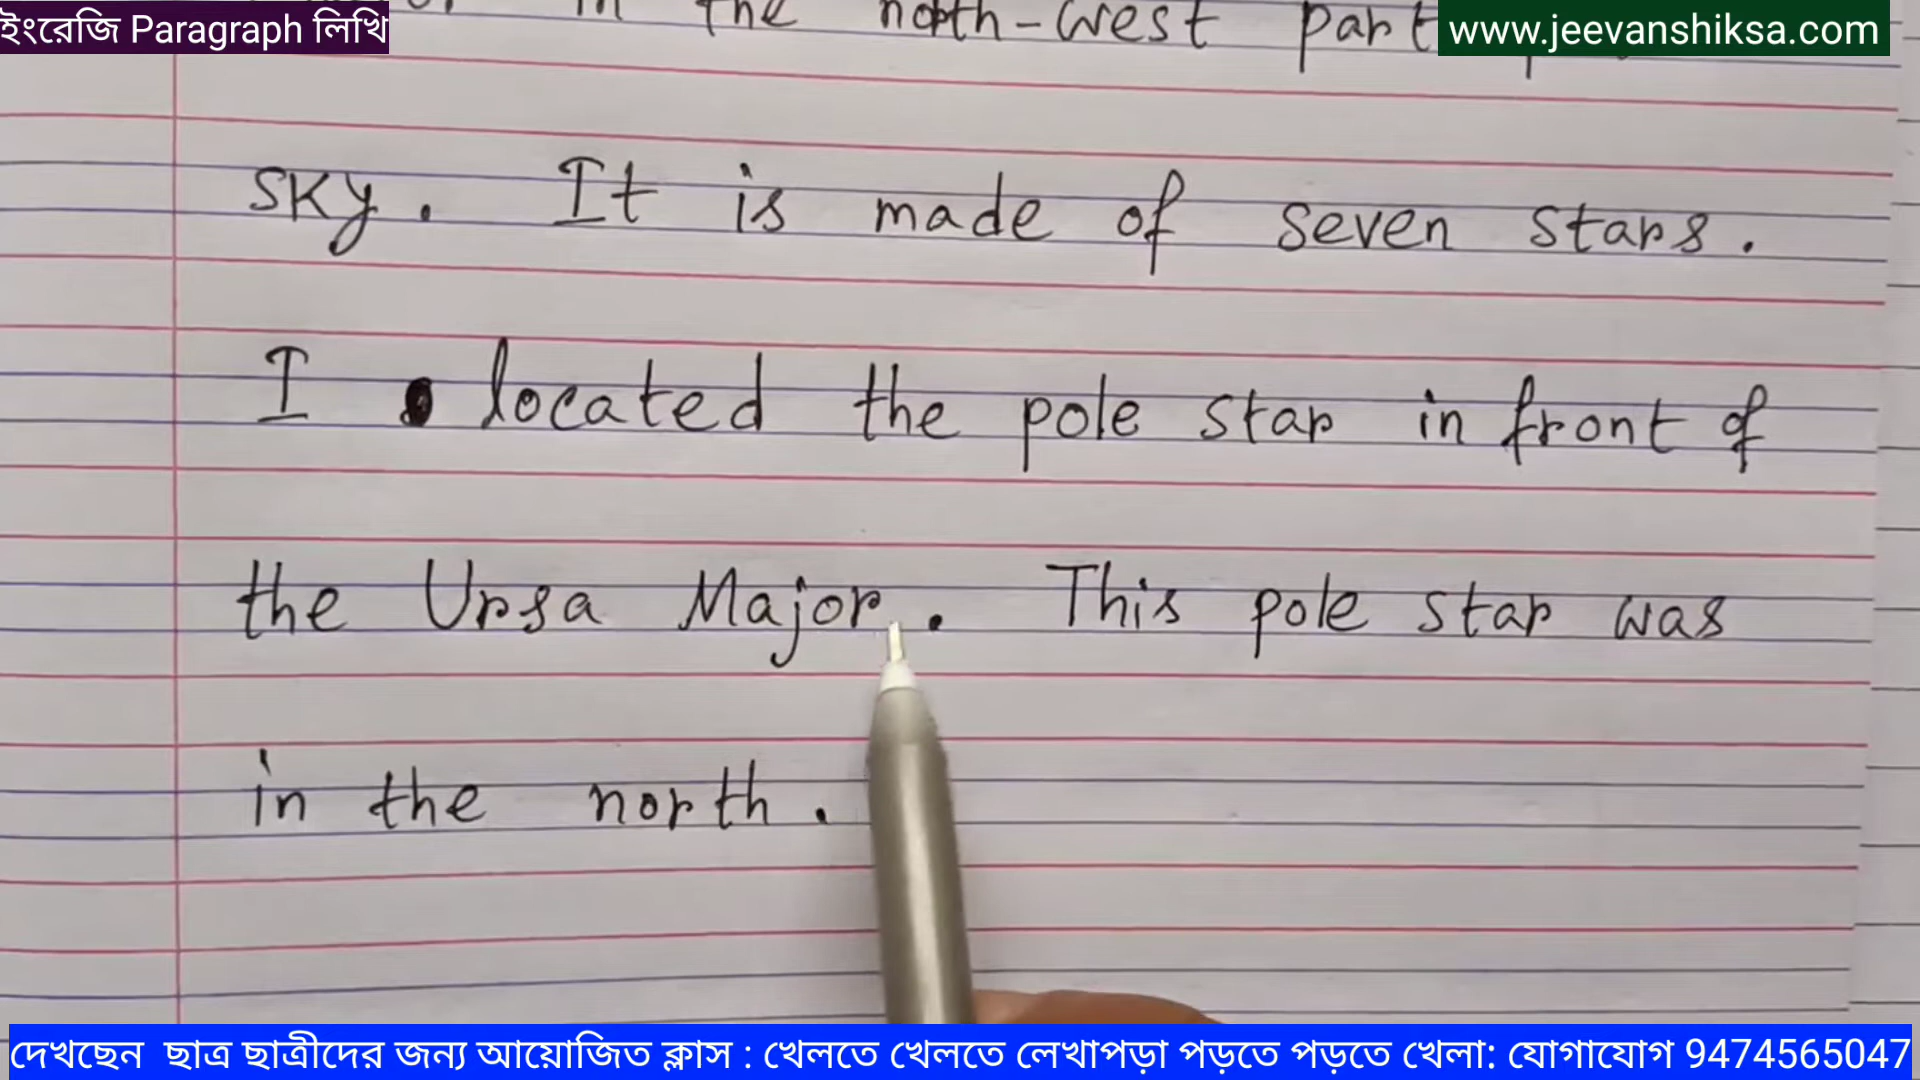 ইংরেজি Paragraph লিখি
www.jeevanshiksa.com
in the north-west part
sky. It is made of seven stars.
I located the pole star in front of
the Ursa Major. This pole star was
in the north.
দেখছেন ছাত্র ছাত্রীদের জন্য আয়োজিত ক্লাস : খেলতে খেলতে লেখাপড়া পড়তে পড়তে খেলা: যোগাযোগ 9474565047